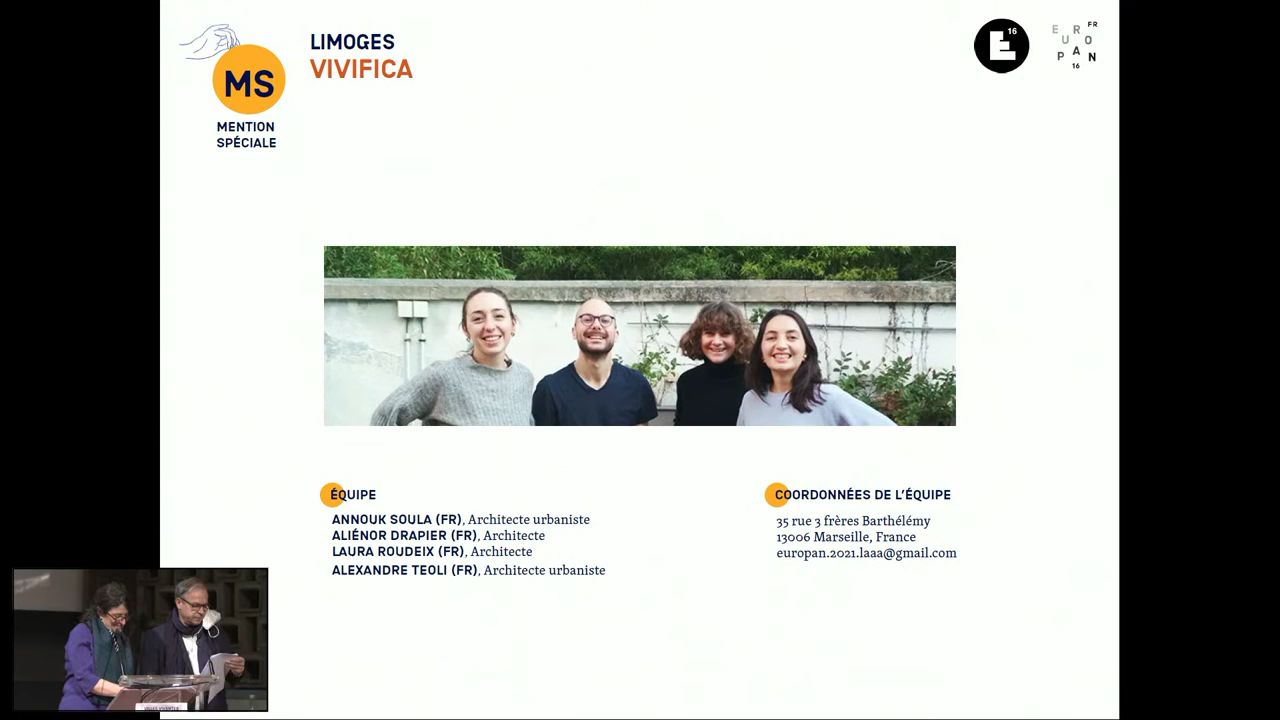 MS
MENTION
SPÉCIALE
LIMOGES
VIVIFICA
E 16
EUROPAN FR
16
ÉQUIPE
ANNOUK SOULA (FR), Architecte urbaniste
ALIÉNOR DRAPIER (FR), Architecte
LAURA ROUDEIX (FR), Architecte
ALEXANDRE TEOLI (FR), Architecte urbaniste
COORDONNÉES DE L'ÉQUIPE
35 rue 3 frères Barthélémy
13006 Marseille, France
europan.2021.laaa@gmail.com